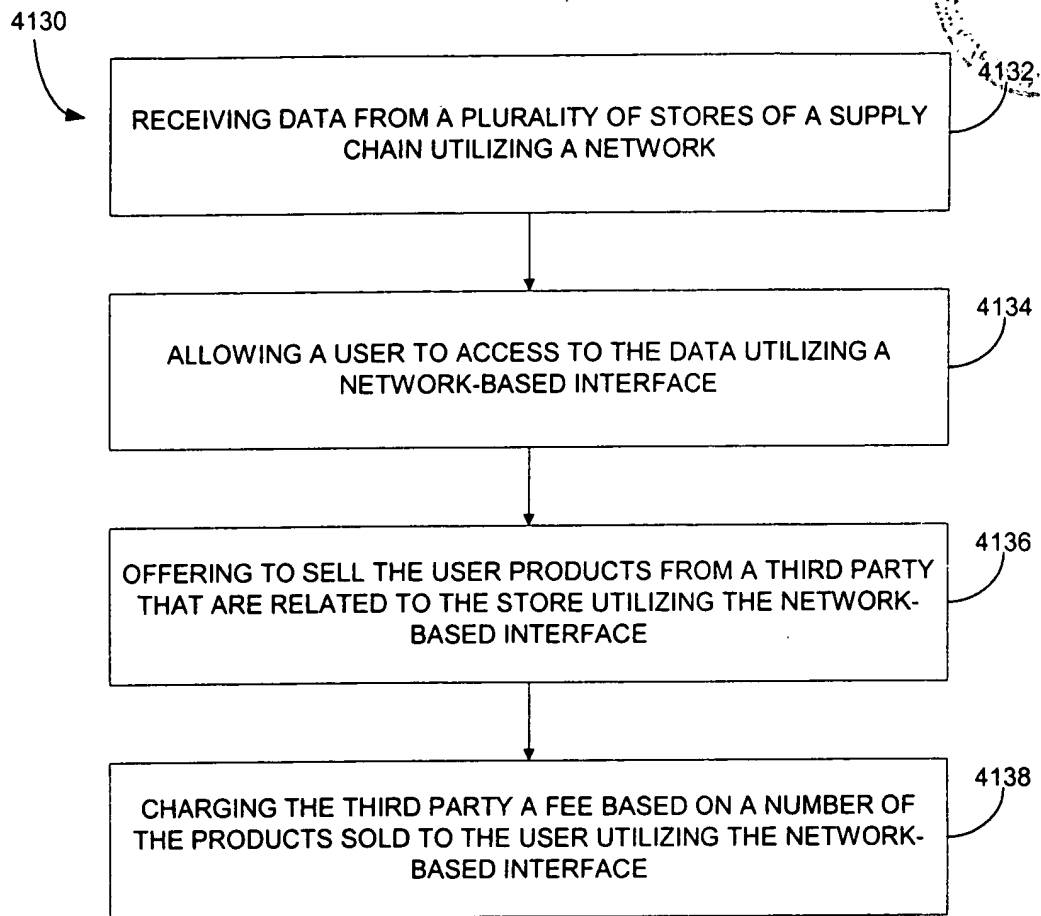 4130
4132
RECEIVING DATA FROM A PLURALITY OF STORES OF A SUPPLY
CHAIN UTILIZING A NETWORK
4134
ALLOWING A USER TO ACCESS TO THE DATA UTILIZING A
NETWORK-BASED INTERFACE
4136
OFFERING TO SELL THE USER PRODUCTS FROM A THIRD PARTY
THAT ARE RELATED TO THE STORE UTILIZING THE NETWORK-
BASED INTERFACE
4138
CHARGING THE THIRD PARTY A FEE BASED ON A NUMBER OF
THE PRODUCTS SOLD TO THE USER UTILIZING THE NETWORK-
BASED INTERFACE